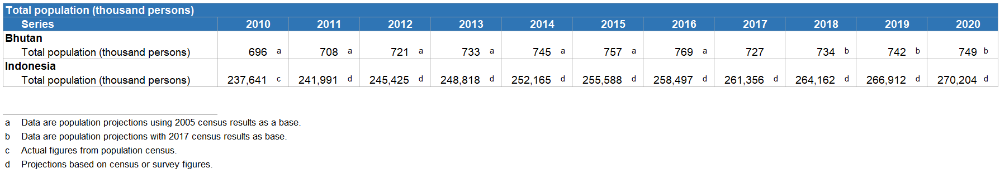 Total population (thousand persons)
Series 2010 2011 2012 2013 2014 2015 2016 2017 2018 2019 2020
Bhutan
Total population (thousand persons) 696 a 708 a 721 a 733 a 745 a 757 a 769 a 727 734 b 742 b 749 b
Indonesia
Total population (thousand persons) 237,641 c 241,991 d 245,425 d 248,818 d 252,165 d 255,588 d 258,497 d 261,356 d 264,162 d 266,912 d 270,204 d
a Data are population projections using 2005 census results as a base.
b Data are population projections with 2017 census results as base.
c Actual figures from population census.
d Projections based on census or survey figures.